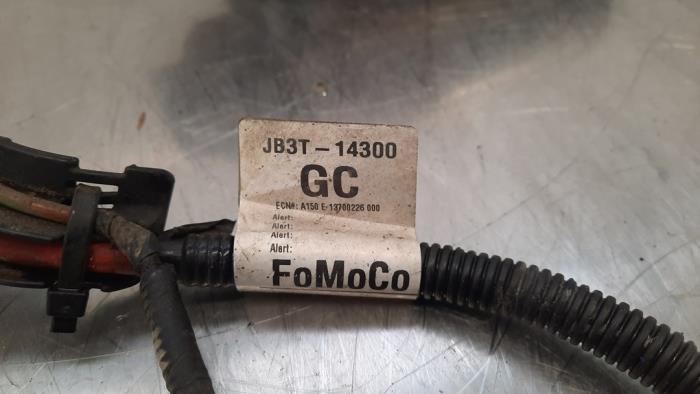 JB3T - 14300
GC
ECN#: A150 E-13700226 000
Alert:
Alert:
Alert:
Alert:
FoMoCo